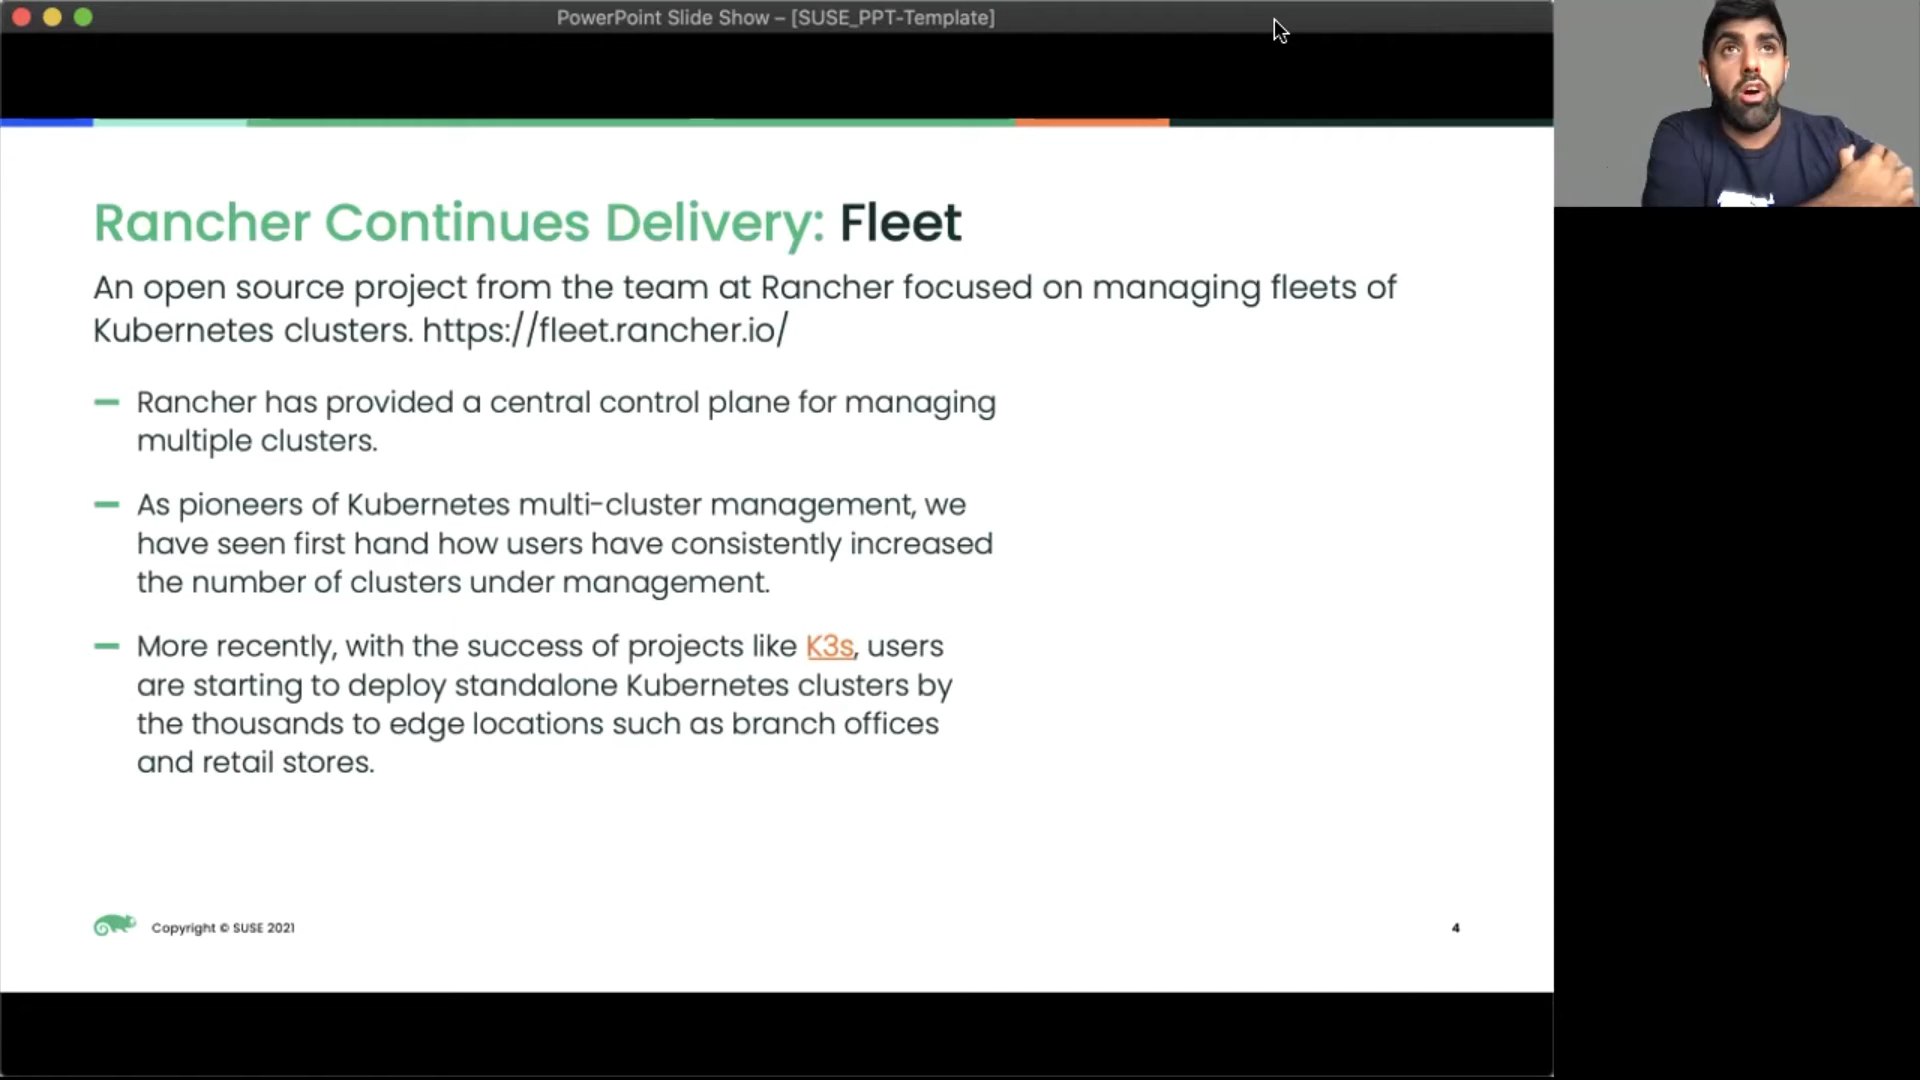 PowerPoint Slide Show – [SUSE_PPT-Template]
Rancher Continues Delivery: Fleet
An open source project from the team at Rancher focused on managing fleets of
Kubernetes clusters. https://fleet.rancher.io/
Rancher has provided a central control plane for managing
multiple clusters.
As pioneers of Kubernetes multi-cluster management, we
have seen first hand how users have consistently increased
the number of clusters under management.
More recently, with the success of projects like K3s, users
are starting to deploy standalone Kubernetes clusters by
the thousands to edge locations such as branch offices
and retail stores.
Copyright © SUSE 2021
4